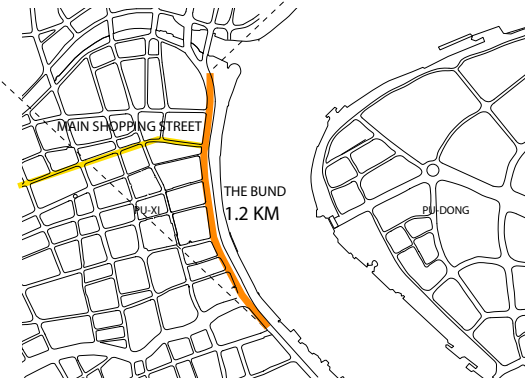 MAIN SHOPPING STREET
THE BUND
1.2 KM
PU-XI
PU-DONG